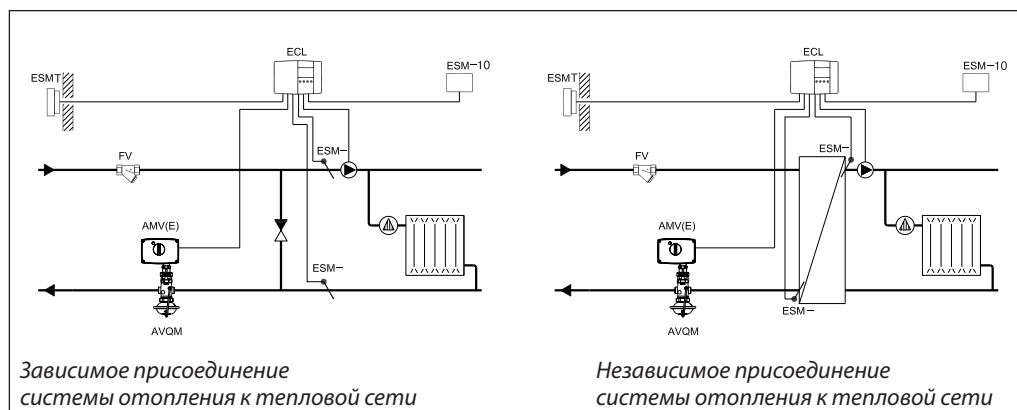 ECL
ESM-10
ESMT
ESM-
FV
AMV(E)
ESM-
AVQM
Зависимое присоединение
системы отопления к тепловой сети
ECL
ESM-10
ESMT
ESM-
FV
AMV(E)
ESM-
AVQM
Независимое присоединение
системы отопления к тепловой сети